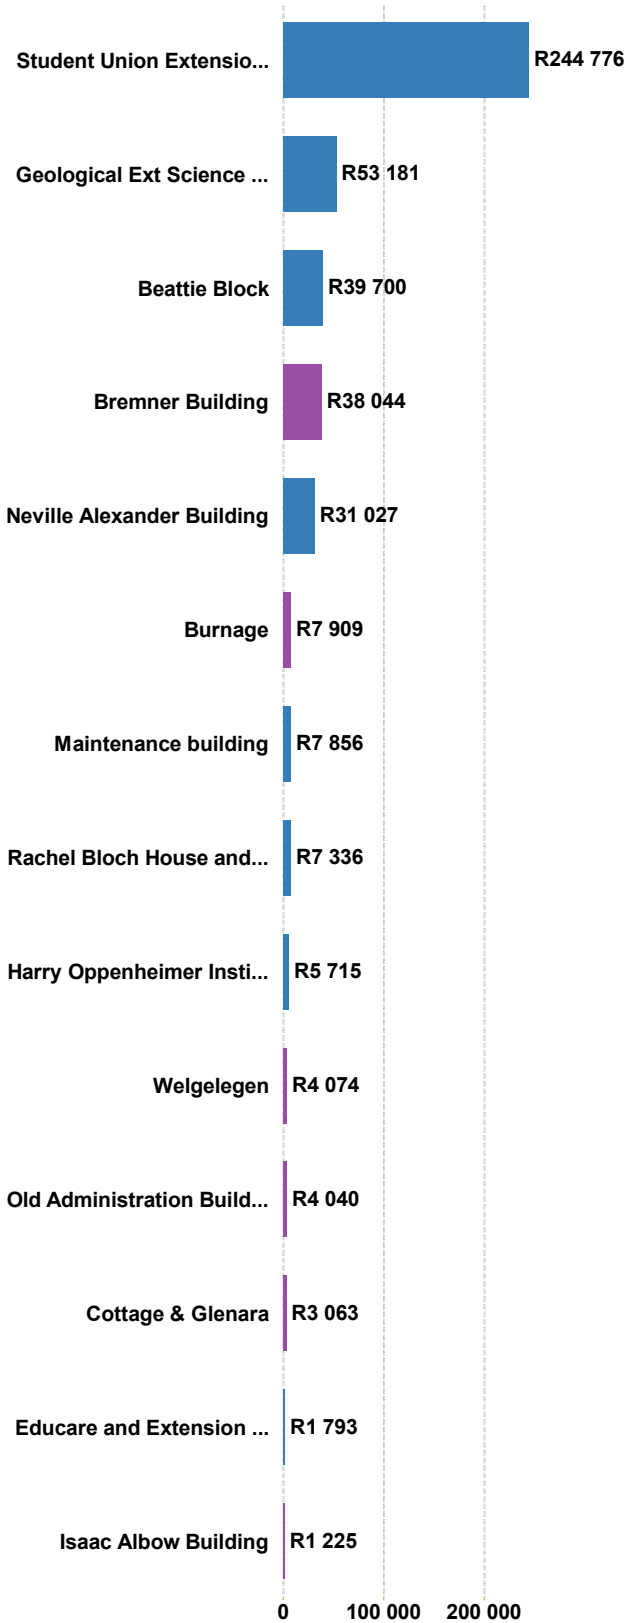 Student Union Extensio... R244 776
Geological Ext Science ... R53 181
Beattie Block R39 700
Bremner Building R38 044
Neville Alexander Building R31 027
Burnage R7 909
Maintenance building R7 856
Rachel Bloch House and... R7 336
Harry Oppenheimer Insti... R5 715
Welgelegen R4 074
Old Administration Build... R4 040
Cottage & Glenara R3 063
Educare and Extension ... R1 793
Isaac Albow Building R1 225
0 100 000 200 000